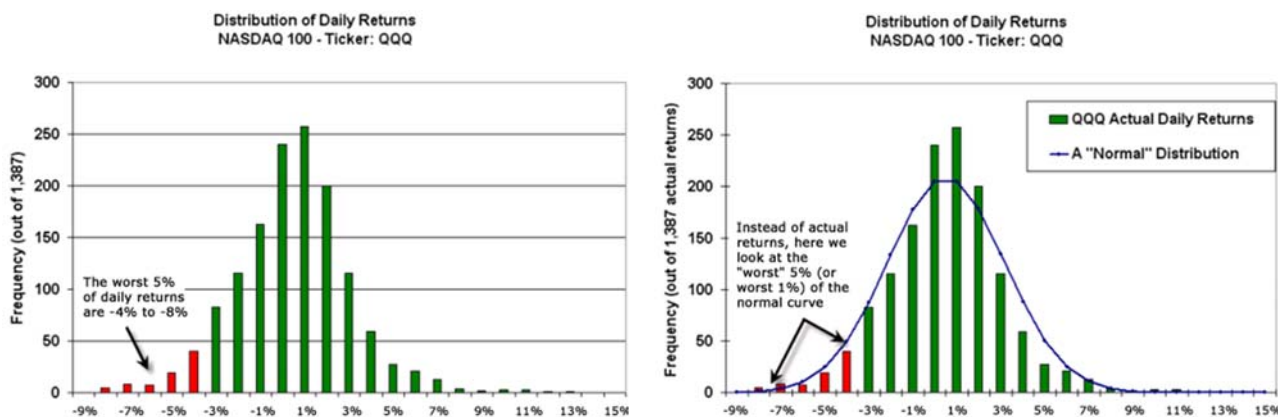 Distribution of Daily Returns
NASDAQ 100 - Ticker: QQQ
300
250
200
150
100
50
0
Frequency (out of 1,387)
The worst 5%
of daily returns
are -4% to -8%
-9% -7% -5% -3% -1% 1% 3% 5% 7% 9% 11% 13% 15%
Distribution of Daily Returns
NASDAQ 100 - Ticker: QQQ
300
250
200
150
100
50
0
Frequency (out of 1,387 actual returns)
QQQ Actual Daily Returns
A "Normal" Distribution
Instead of actual
returns, here we
look at the
"worst" 5% (or
worst 1%) of the
normal curve
-9% -7% -5% -3% -1% 1% 3% 5% 7% 9% 11% 13% 15%